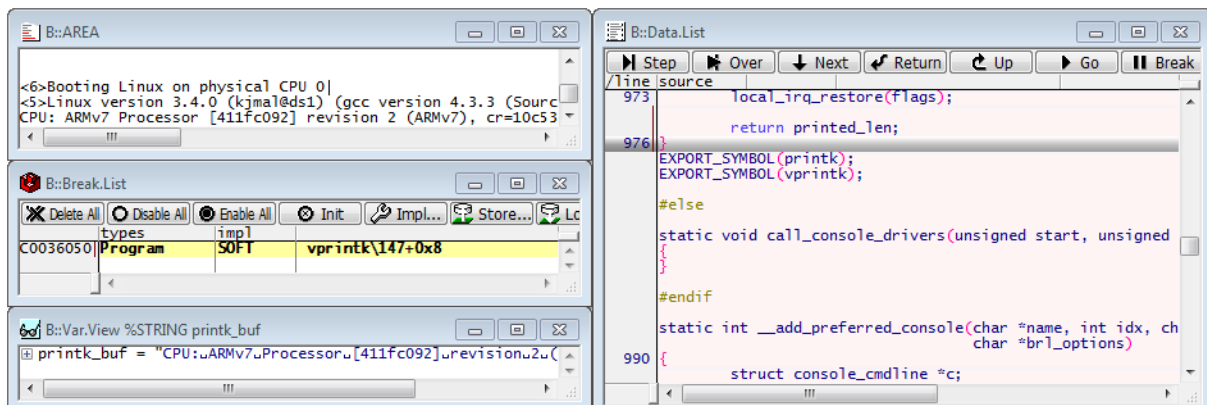 B::AREA
<6>Booting Linux on physical CPU 0|
<5>Linux version 3.4.0 (kjmal@ds1) (gcc version 4.3.3 (Sourc
CPU: ARMv7 Processor [411fc092] revision 2 (ARMv7), cr=10c53
B::Break.List
Delete All Disable All Enable All Init Impl... Store... Lo
types impl
C0036050 Program SOFT vprintk\147+0x8
B::Var.View %STRING printk_buf
printk_buf = "CPU:␣ARMv7␣Processor␣[411fc092]␣revision␣2␣(
B::Data.List
Step Over Next Return Up Go Break
/line source
973 local_irq_restore(flags);
return printed_len;
976 }
EXPORT_SYMBOL(printk);
EXPORT_SYMBOL(vprintk);
#else
static void call_console_drivers(unsigned start, unsigned
{
}
#endif
static int __add_preferred_console(char *name, int idx, ch
char *brl_options)
990 {
struct console_cmdline *c;